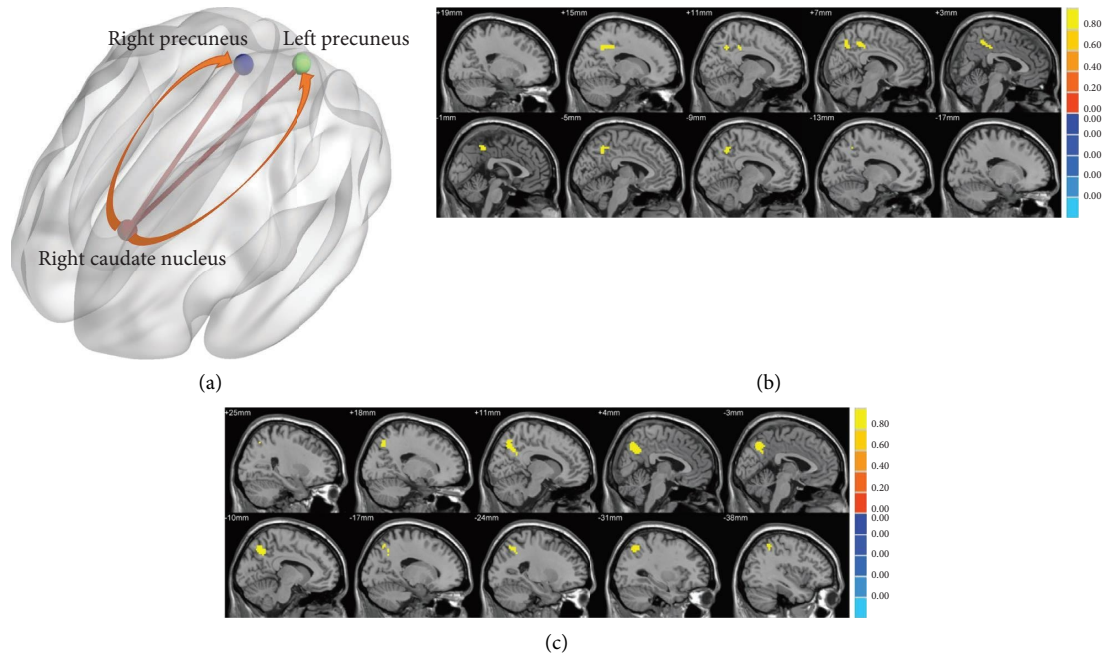 Right precuneus
Left precuneus
Right caudate nucleus
(a)
+19mm
+15mm
+11mm
+7mm
+3mm
-1mm
-5mm
-9mm
-13mm
-17mm
0.80
0.60
0.40
0.20
0.00
0.00
0.00
0.00
0.00
0.00
(b)
+25mm
+18mm
+11mm
+4mm
-3mm
-10mm
-17mm
-24mm
-31mm
-38mm
0.80
0.60
0.40
0.20
0.00
0.00
0.00
0.00
0.00
0.00
(c)